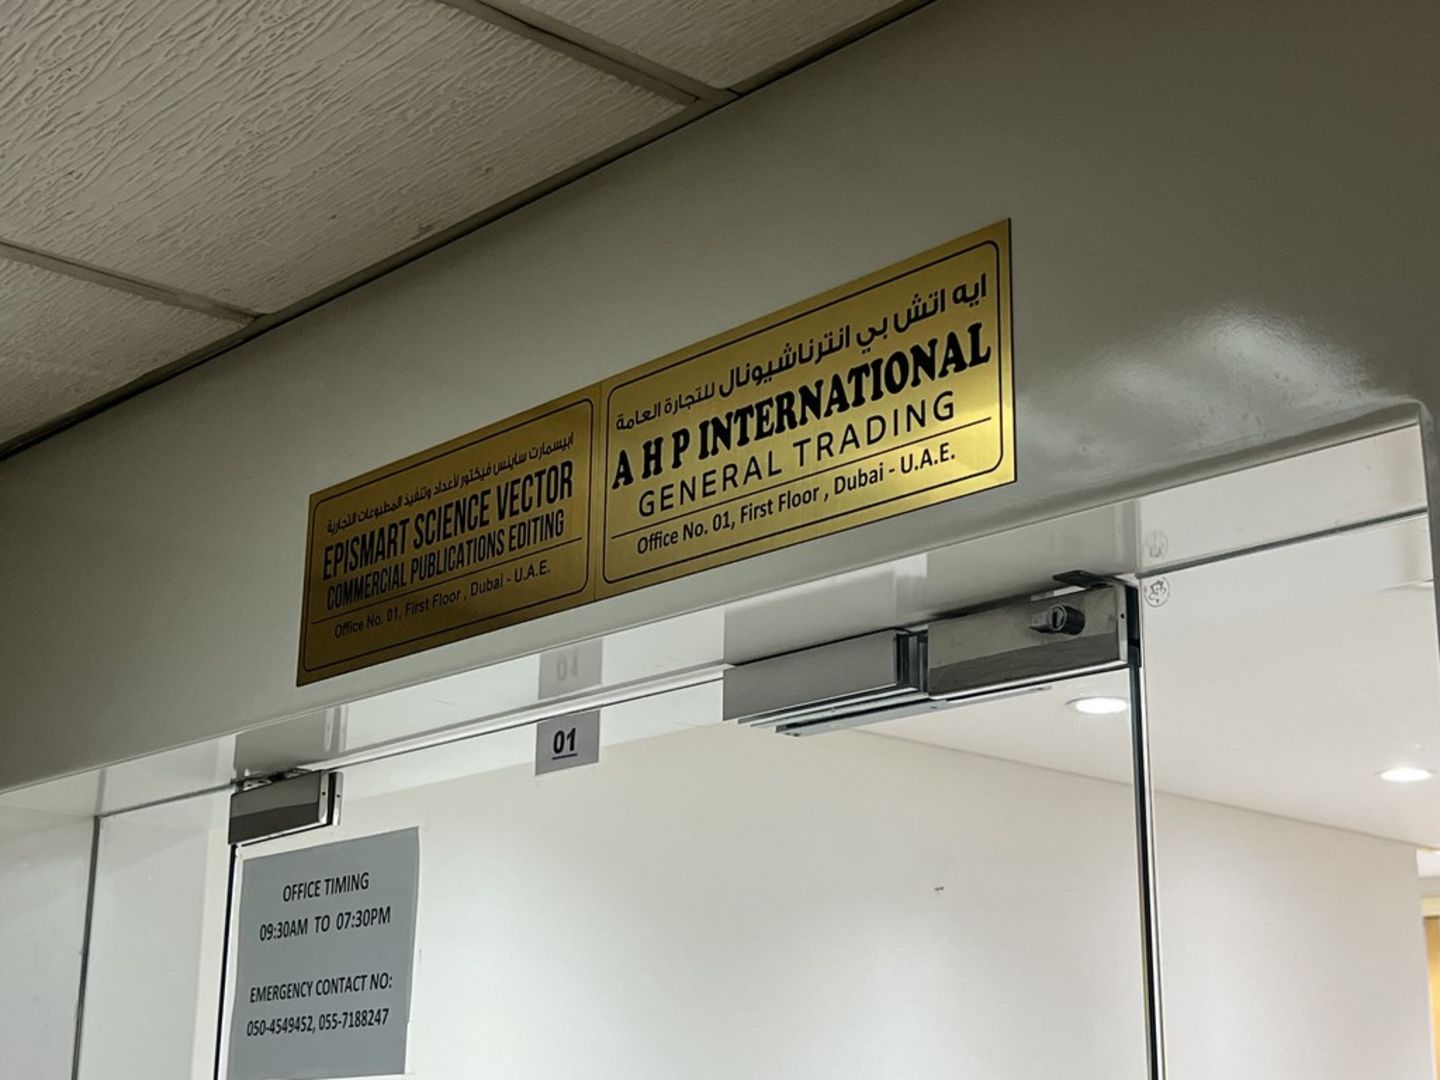 ابيسمارت ساينس فيكتور لأعداد وتنفيذ المطبوعات التجارية
EPISMART SCIENCE VECTOR
COMMERCIAL PUBLICATIONS EDITING
Office No. 01, First Floor , Dubai - U.A.E.
ايه اتش بي انترناشيونال للتجارة العامة
A H P INTERNATIONAL
GENERAL TRADING
Office No. 01, First Floor , Dubai - U.A.E.
01
OFFICE TIMING
09:30AM TO 07:30PM
EMERGENCY CONTACT NO:
050-4549452, 055-7188247